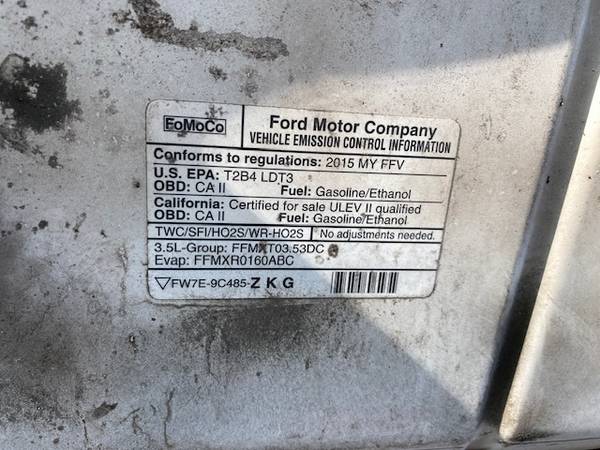 FoMoCo
Ford Motor Company
VEHICLE EMISSION CONTROL INFORMATION
Conforms to regulations: 2015 MY FFV
U.S. EPA: T2B4 LDT3
OBD: CA II Fuel: Gasoline/Ethanol
California: Certified for sale ULEV II qualified
OBD: CA II Fuel: Gasoline/Ethanol
TWC/SFI/HO2S/WR-HO2S No adjustments needed.
3.5L-Group: FFMXT03.53DC
Evap: FFMXR0160ABC
FW7E-9C485-Z K G